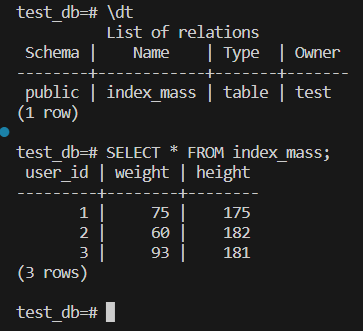 test_db=# \dt
List of relations
Schema | Name | Type | Owner
--------+------------+-------+-------
public | index_mass | table | test
(1 row)
test_db=# SELECT * FROM index_mass;
user_id | weight | height
---------+--------+--------
1 | 75 | 175
2 | 60 | 182
3 | 93 | 181
(3 rows)
test_db=#